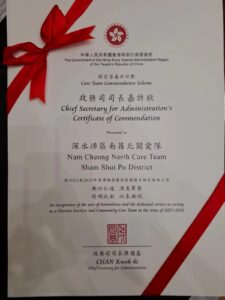 中華人民共和國香港特別行政區政府
The Government of the Hong Kong Special Administrative Region
of the People's Republic of China
關愛隊嘉許計劃
Care Team Commendation Scheme
政務司司長嘉許狀
Chief Secretary for Administration's
Certificate of Commendation
Presented to
深水埗區南昌北關愛隊
Nam Cheong North Care Team
Sham Shui Po District
In recognition of the acts of benevolence and the dedicated service in serving
as a District Services and Community Care Team in the term of 2023-2025
政務司司長陳國基
CHAN Kwok-ki
Chief Secretary for Administration